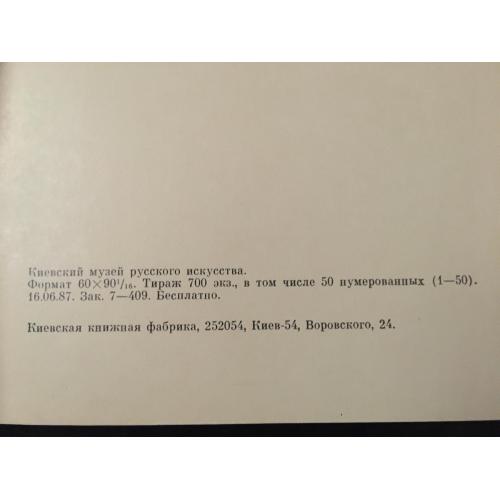 Киевский музей русского искусства.
Формат 60×90¹/₁₆. Тираж 700 экз., в том числе 50 нумерованных (1—50).
16.06.87. Зак. 7—409. Бесплатно.
Киевская книжная фабрика, 252054, Киев-54, Воровского, 24.